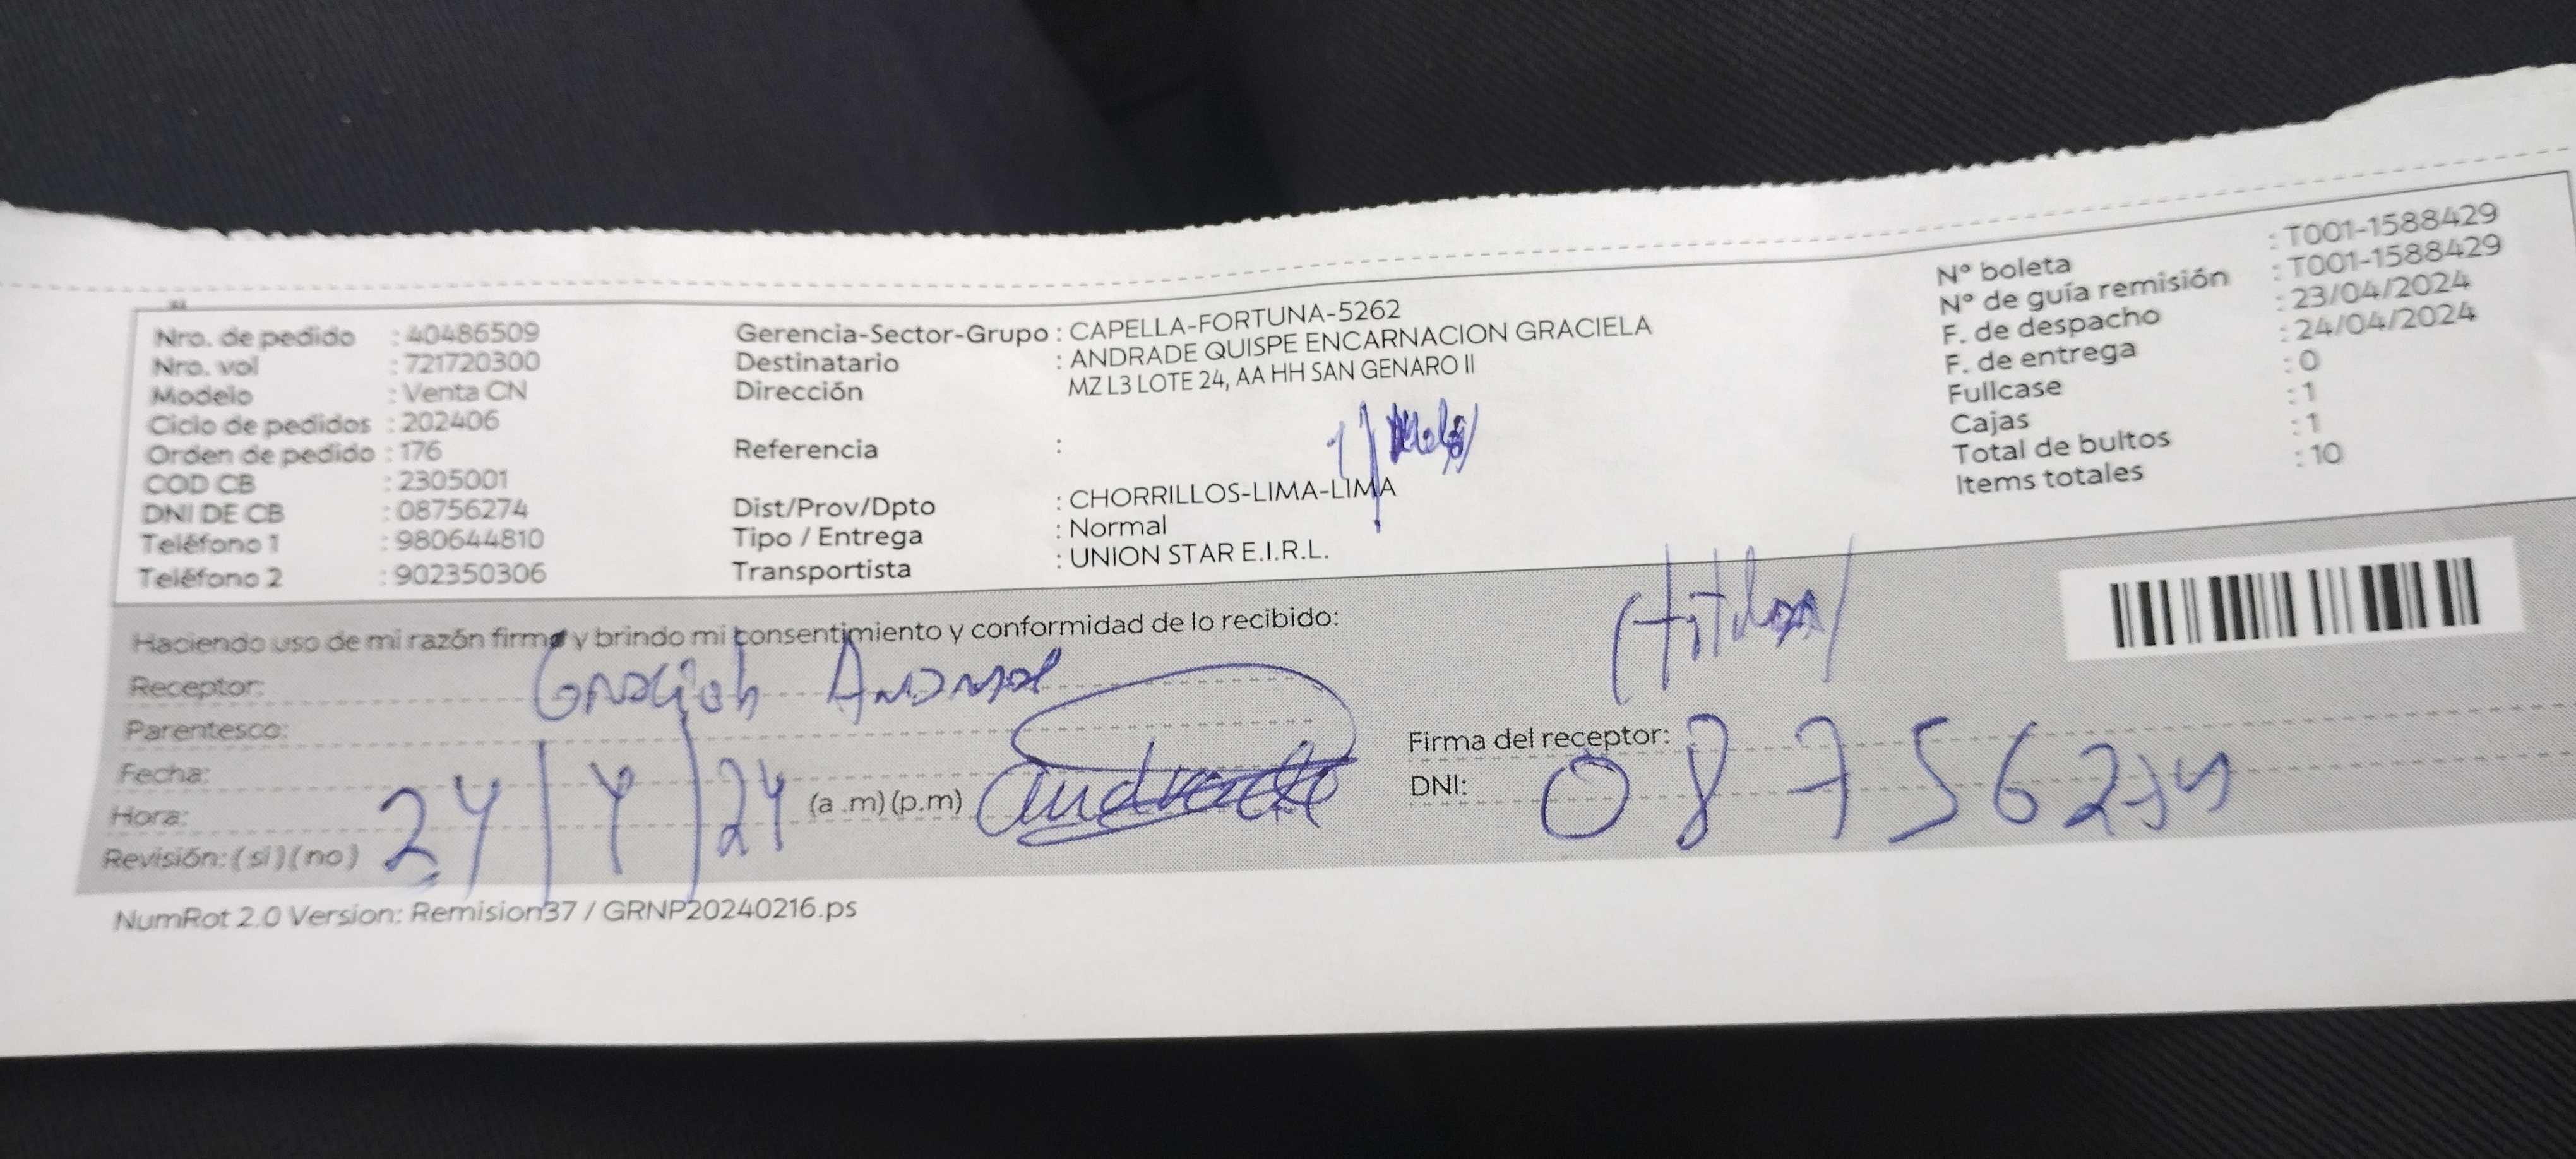 Nro. de pedido : 40486509
Nro. vol : 721720300
Modelo : Venta CN
Ciclo de pedidos : 202406
Orden de pedido : 176
COD CB : 2305001
DNI DE CB : 08756274
Teléfono 1 : 980644810
Teléfono 2 : 902350306
Gerencia-Sector-Grupo : CAPELLA-FORTUNA-5262
Destinatario : ANDRADE QUISPE ENCARNACION GRACIELA
Dirección MZ L3 LOTE 24, AA HH SAN GENARO II
Referencia :
Dist/Prov/Dpto : CHORRILLOS-LIMA-LIMA
Tipo / Entrega : Normal
Transportista : UNION STAR E.I.R.L.
N° boleta : T001-1588429
N° de guía remisión : T001-1588429
F. de despacho : 23/04/2024
F. de entrega : 24/04/2024
Fullcase : 0
Cajas : 1
Total de bultos : 1
Items totales : 10
Haciendo uso de mi razón firmo y brindo mi consentimiento y conformidad de lo recibido:
Receptor: Graciela Andrade
(titular)
Parentesco:
Firma del receptor:
Fecha: 24/4/24
Hora: (a .m) (p.m) Andrade
DNI: 08756274
Revisión: (si) (no)
NumRot 2.0 Version: Remision37 / GRNP20240216.ps